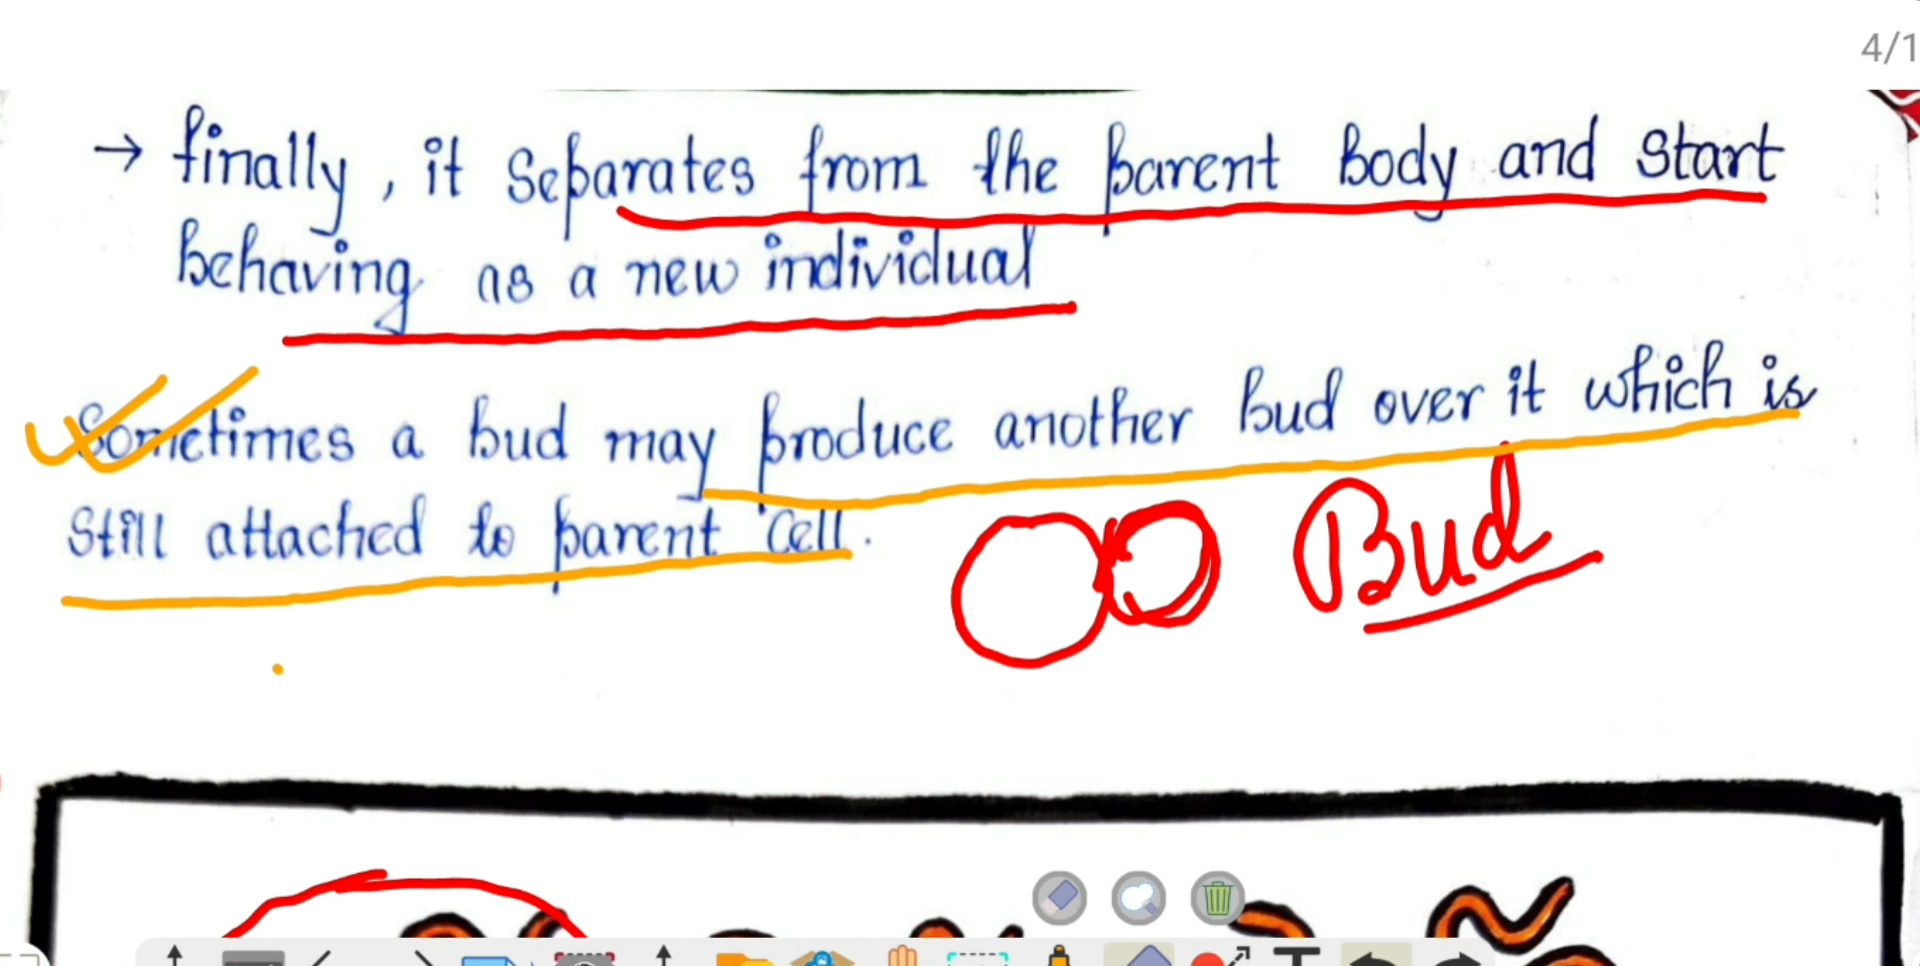 4/1
→ finally, it separates from the parent Body and start
behaving as a new individual
Sometimes a bud may produce another bud over it which is
still attached to parent cell.
Bud